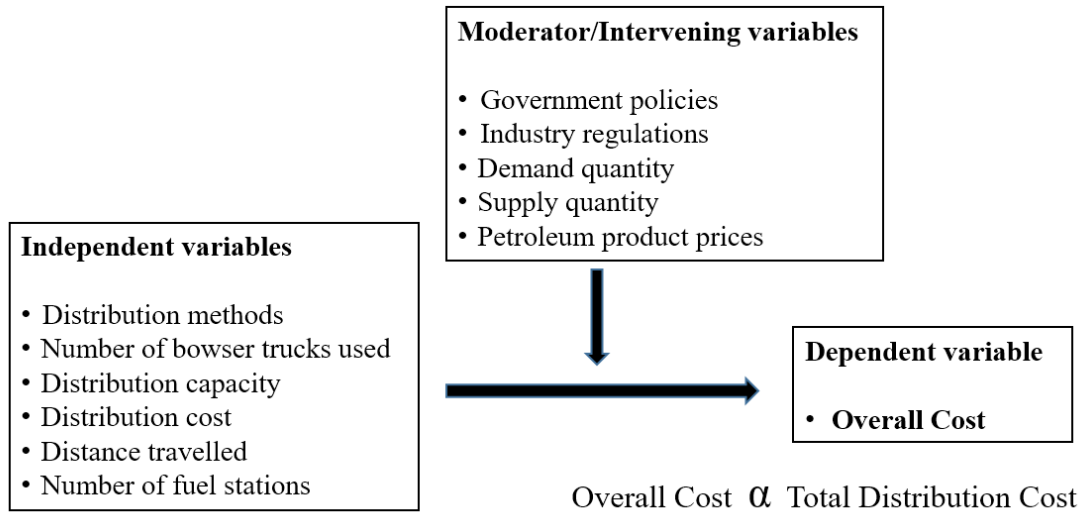 Moderator/Intervening variables
• Government policies
• Industry regulations
• Demand quantity
• Supply quantity
• Petroleum product prices
Independent variables
• Distribution methods
• Number of bowser trucks used
• Distribution capacity
• Distribution cost
• Distance travelled
• Number of fuel stations
Dependent variable
• Overall Cost
Overall Cost α Total Distribution Cost